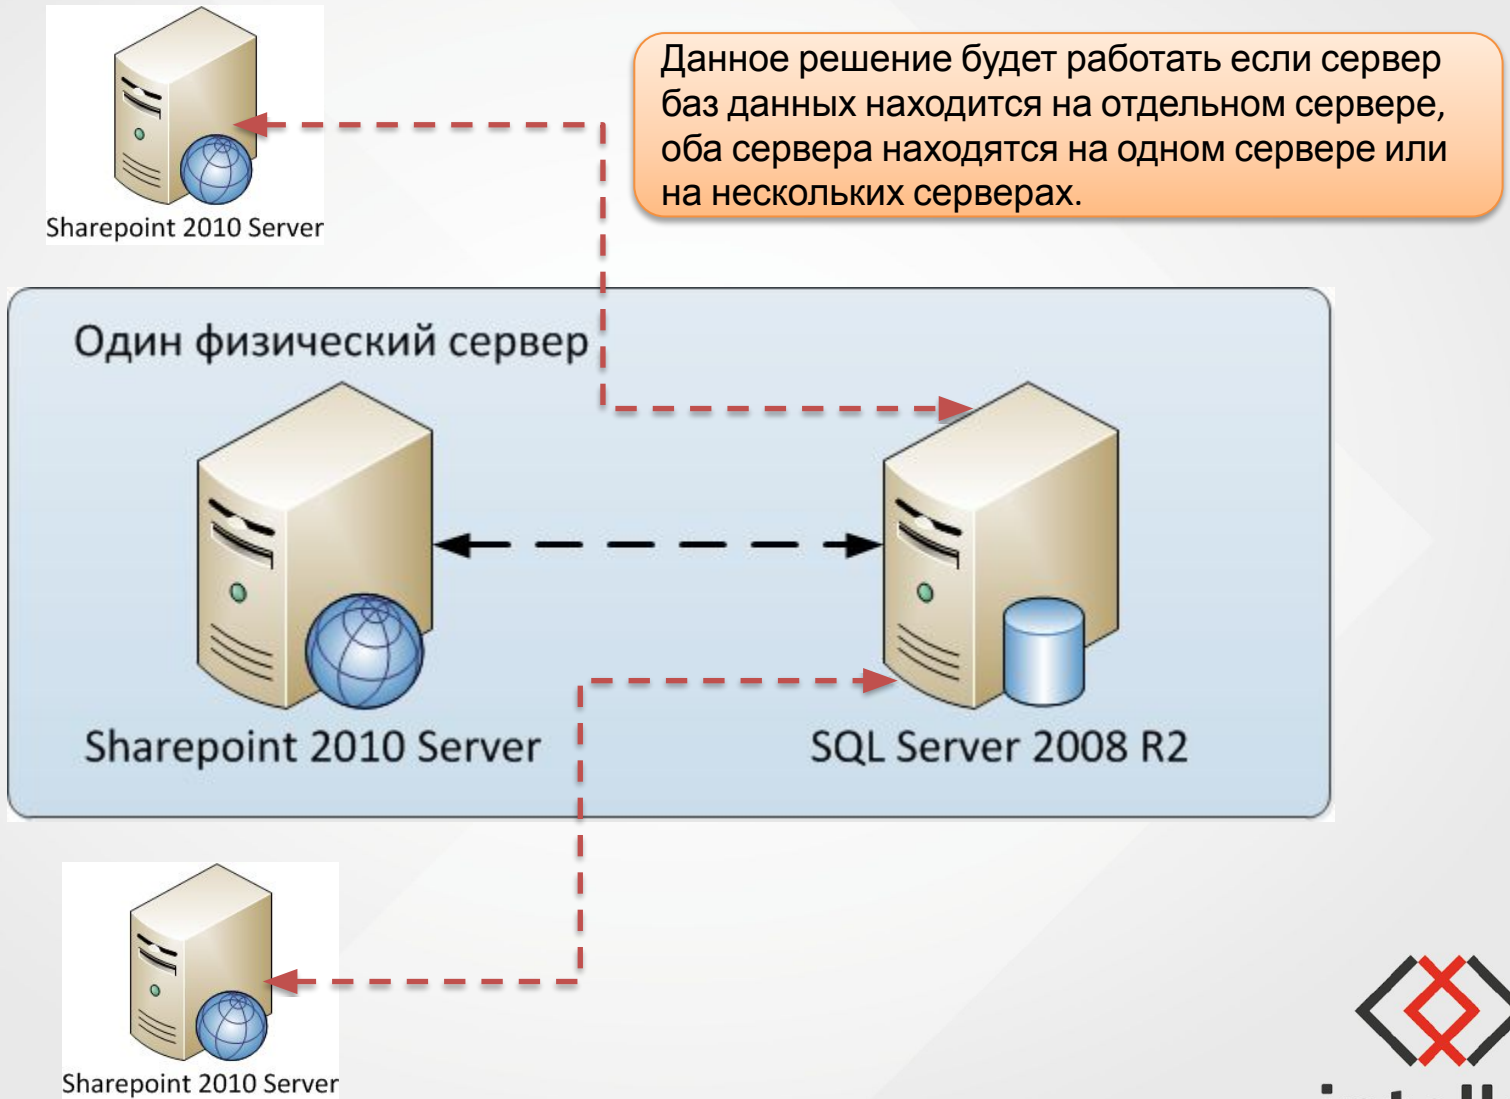 Данное решение будет работать если сервер
баз данных находится на отдельном сервере,
оба сервера находятся на одном сервере или
на нескольких серверах.
Sharepoint 2010 Server
Один физический сервер
Sharepoint 2010 Server
SQL Server 2008 R2
Sharepoint 2010 Server